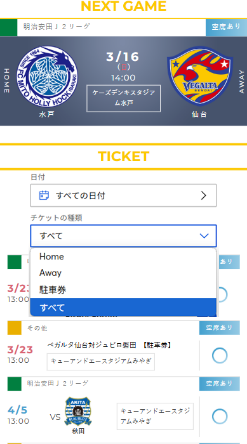 NEXT GAME
明治安田Ｊ２リーグ
空席あり
HOME
3/16
(日)
14:00
ケーズデンキスタジアム水戸
水戸
VEGALTA
仙台
AWAY
TICKET
日付
すべての日付
チケットの種類
すべて
Home
Away
駐車券
すべて
空席あり
13:00
その他
空席あり
3/23
13:00
ベガルタ仙台対ジュビロ磐田 【駐車券】
キューアンドエースタジアムみやぎ
明治安田Ｊ２リーグ
空席あり
4/5
13:00
VS
AKITA
秋田
キューアンドエースタジアムみやぎ